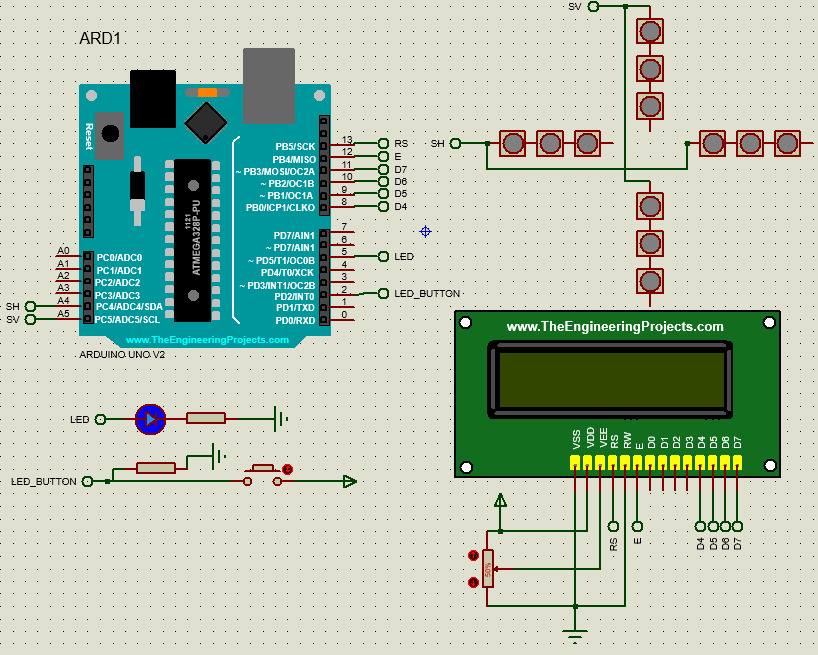 SV
ARD1
Reset
1121
ATMEGA328P-PU
PB5/SCK 13 RS
PB4/MISO 12 E
~ PB3/MOSI/OC2A 11 D7
~ PB2/OC1B 10 D6
~ PB1/OC1A 9 D5
PB0/ICP1/CLKO 8 D4
SH
PD7/AIN1 7
~ PD7/AIN1 6
~ PD5/T1/OC0B 5 LED
PD4/T0/XCK 4
~ PD3/INT1/OC2B 3
PD2/INT0 2 LED_BUTTON
PD1/TXD 1
PD0/RXD 0
A0 PC0/ADC0
A1 PC1/ADC1
A2 PC2/ADC2
A3 PC3/ADC3
SH A4 PC4/ADC4/SDA
SV A5 PC5/ADC5/SCL
www.TheEngineeringProjects.com
ARDUINO UNO V2
www.TheEngineeringProjects.com
VSS VDD VEE RS RW E D0 D1 D2 D3 D4 D5 D6 D7
LED
LED_BUTTON
RS E D4 D5 D6 D7
50%